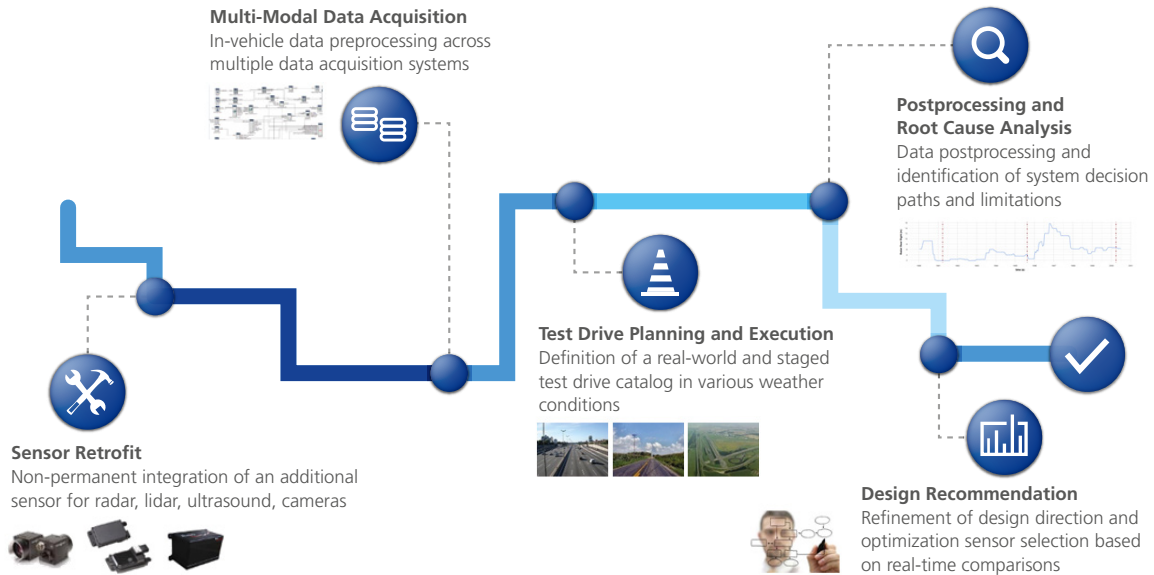 Multi-Modal Data Acquisition
In-vehicle data preprocessing across
multiple data acquisition systems
Postprocessing and
Root Cause Analysis
Data postprocessing and
identification of system decision
paths and limitations
Test Drive Planning and Execution
Definition of a real-world and staged
test drive catalog in various weather
conditions
Sensor Retrofit
Non-permanent integration of an additional
sensor for radar, lidar, ultrasound, cameras
Design Recommendation
Refinement of design direction and
optimization sensor selection based
on real-time comparisons